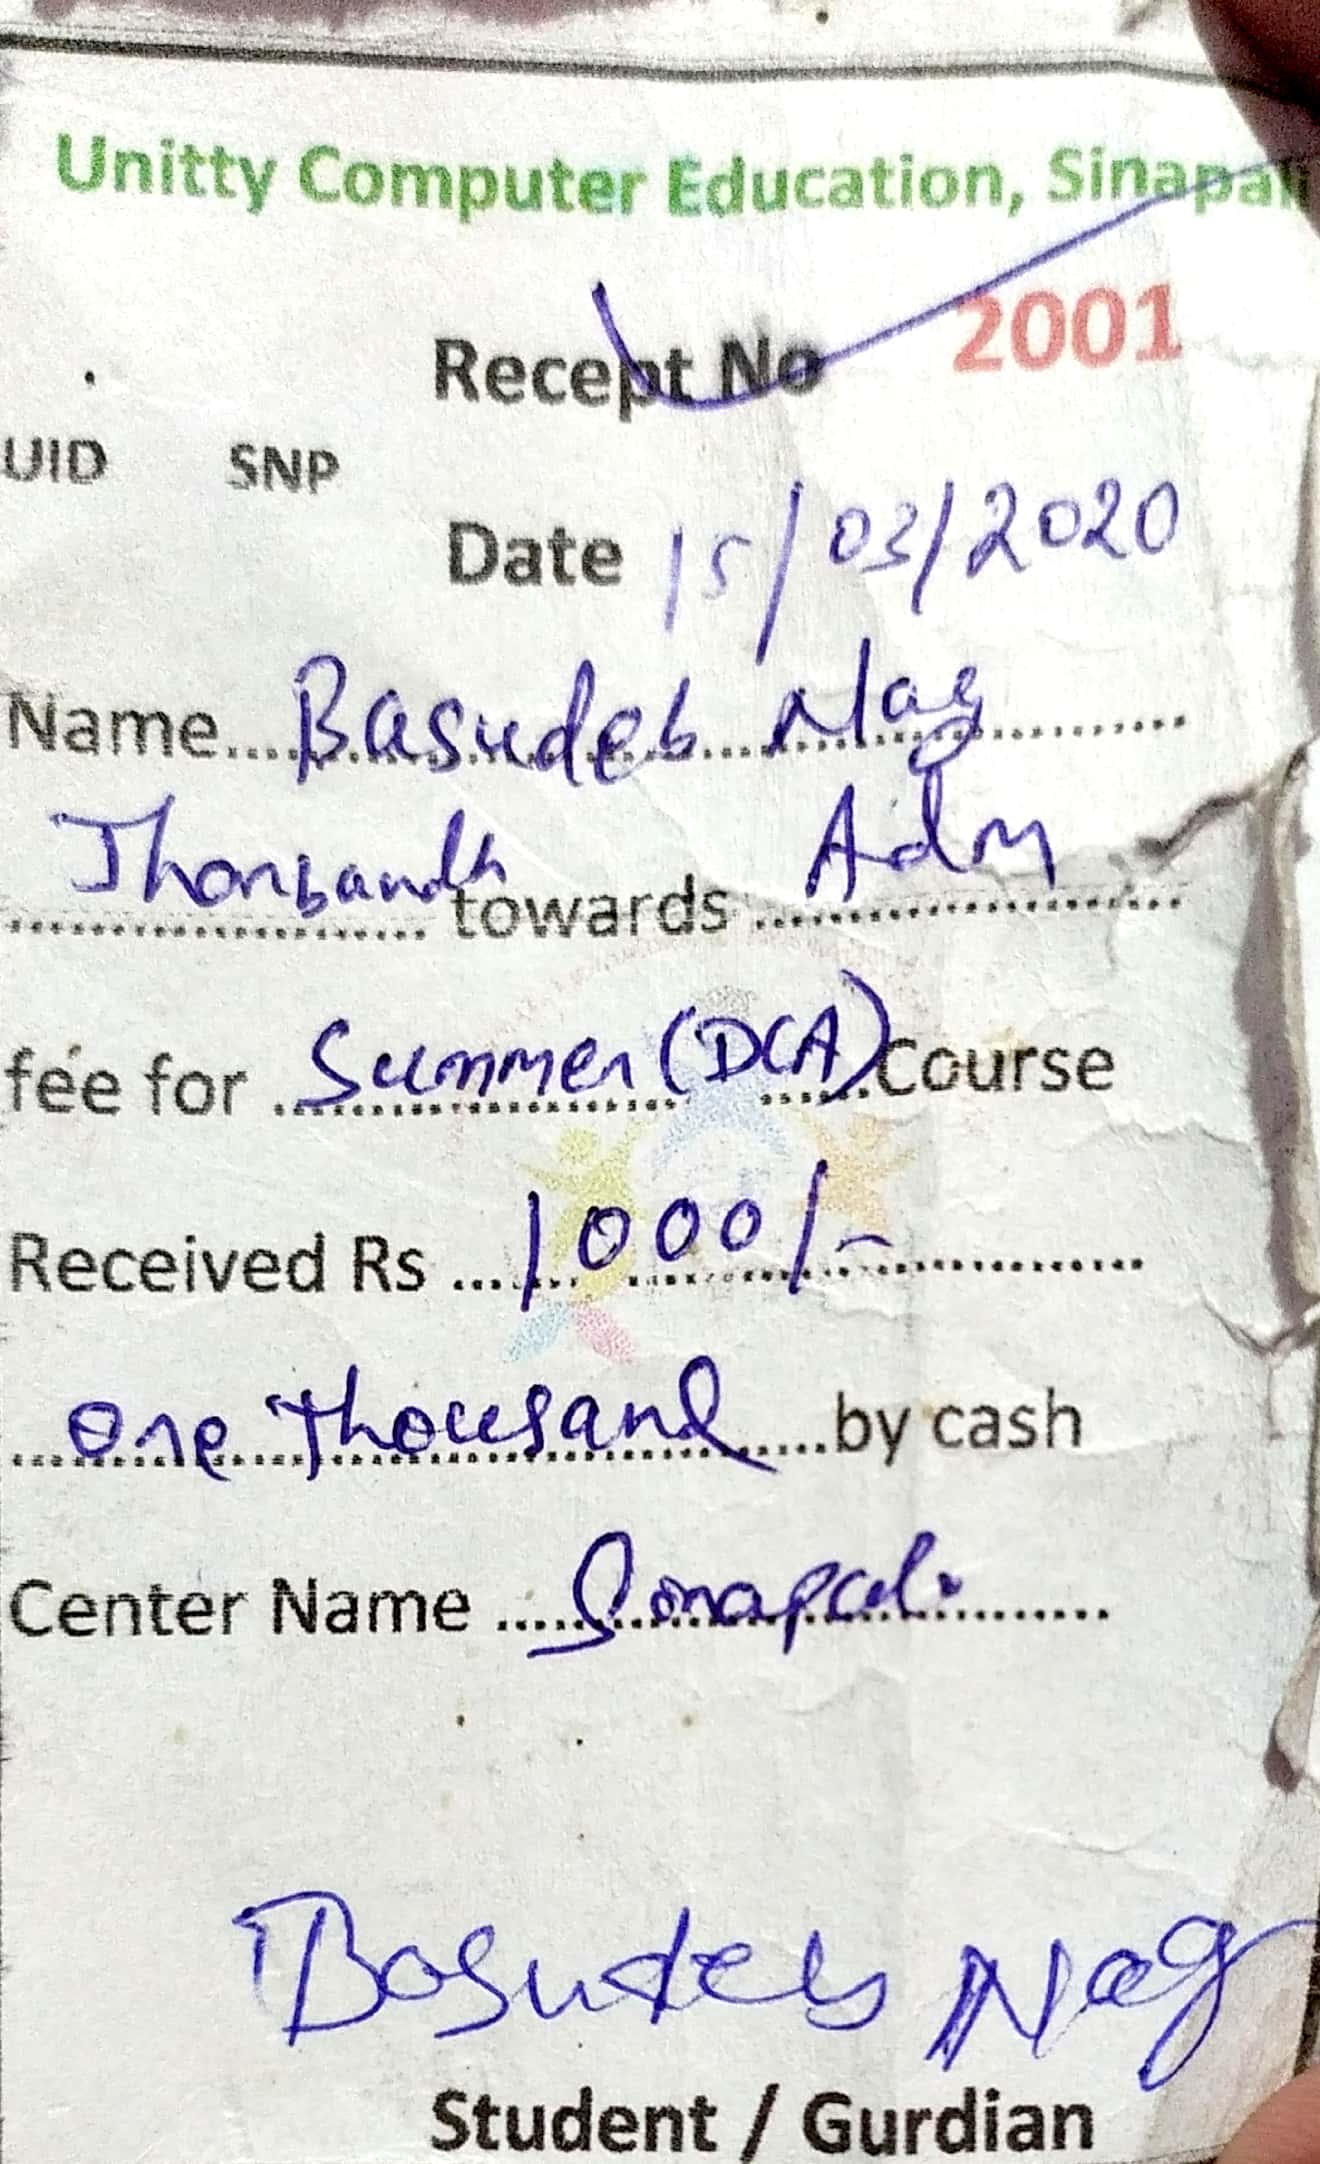 Unitty Computer Education, Sinapali
Recept No 2001
UID SNP
Date 15/03/2020
Name....Basudeb Nag
Jhonbandh towards Adm
fee for Summer (DCA) Course
Received Rs 1000/-
one thousand by cash
Center Name Sinapali
Basudeb Nag
Student / Gurdian